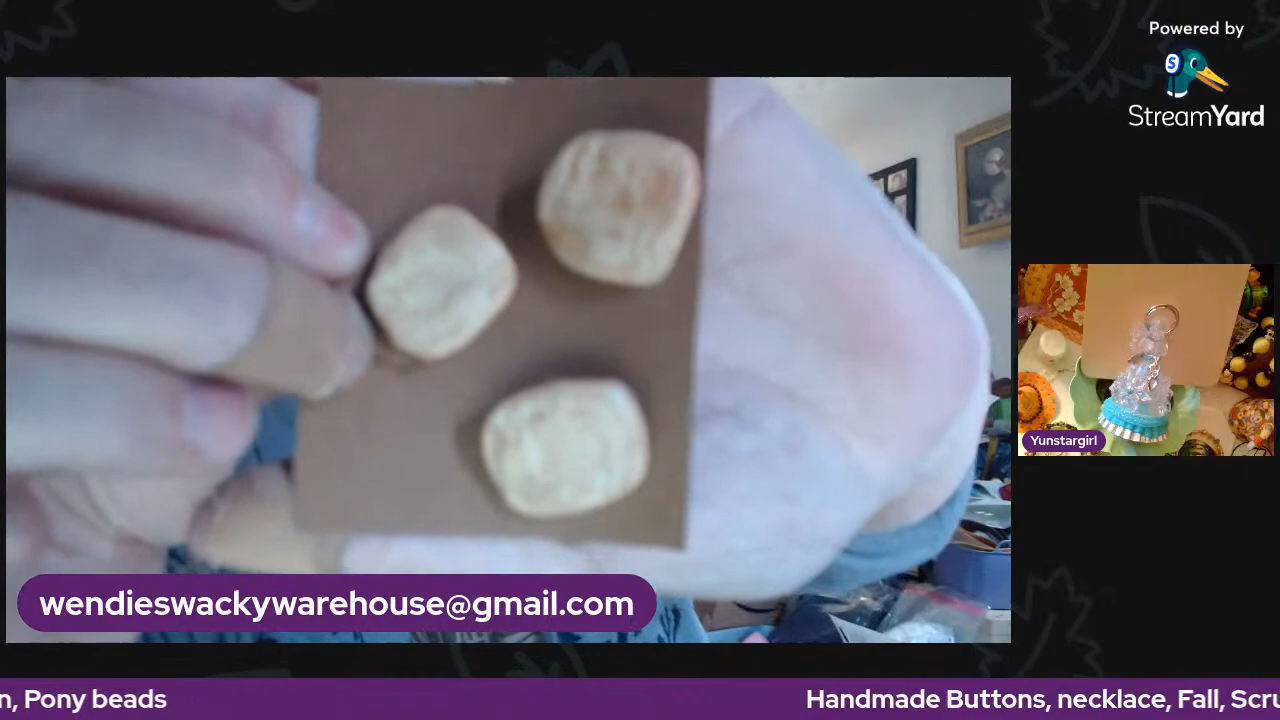 Powered by
StreamYard
Yunstargirl
wendieswackywarehouse@gmail.com
n, Pony beads
Handmade Buttons, necklace, Fall, Scru